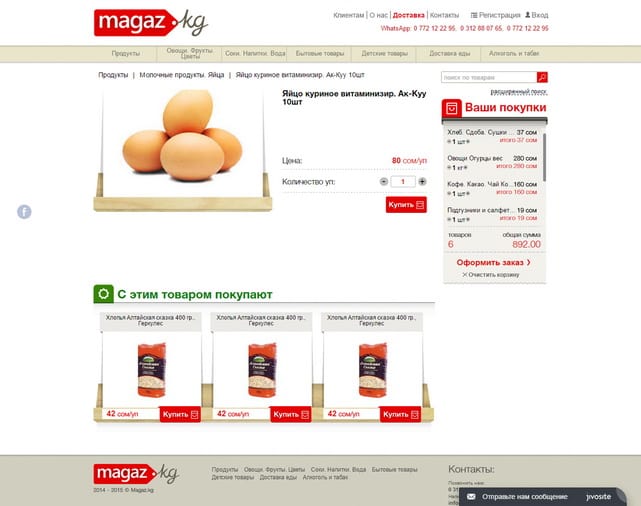 magaz.kg
Клиентам | О нас | Доставка | Контакты
Регистрация Вход
WhatsApp: 0 772 12 22 95, 0 312 88 07 65, 0 377 12 22 95
Продукты
Овощи. Фрукты. Цветы
Соки. Напитки. Вода
Бытовые товары
Детские товары
Доставка еды
Алкоголь и табак
Продукты | Молочные продукты. Яйца | Яйцо куриное витаминизир. Ак-Куу 10шт
поиск по товарам
расширенный поиск
Яйцо куриное витаминизир. Ак-Куу
10шт
Цена: 80 сом/уп
Количество уп: − 1 +
Купить
Ваши покупки
Хлеб. Сдоба. Сушки ... 37 сом
1 шт итого 37 сом
Овощи Огурцы вес 280 сом
1 кг итого 280 сом
Кофе. Какао. Чай Ко... 160 сом
1 шт итого 160 сом
Подгузники и салфет... 19 сом
1 шт итого 19 сом
товаров общая сумма
6 892.00
Оформить заказ
Очистить корзину
С этим товаром покупают
Хлопья Алтайская сказка 400 гр.,
Геркулес
42 сом/уп Купить
Хлопья Алтайская сказка 400 гр.,
Геркулес
42 сом/уп Купить
Хлопья Алтайская сказка 400 гр.,
Геркулес
42 сом/уп Купить
magaz.kg
2014 - 2015 © Magaz.kg
Продукты Овощи. Фрукты. Цветы Соки. Напитки. Вода Бытовые товары
Детские товары Доставка еды Алкоголь и табак
Контакты:
Позвонить нам:
Отправьте нам сообщение jivosite